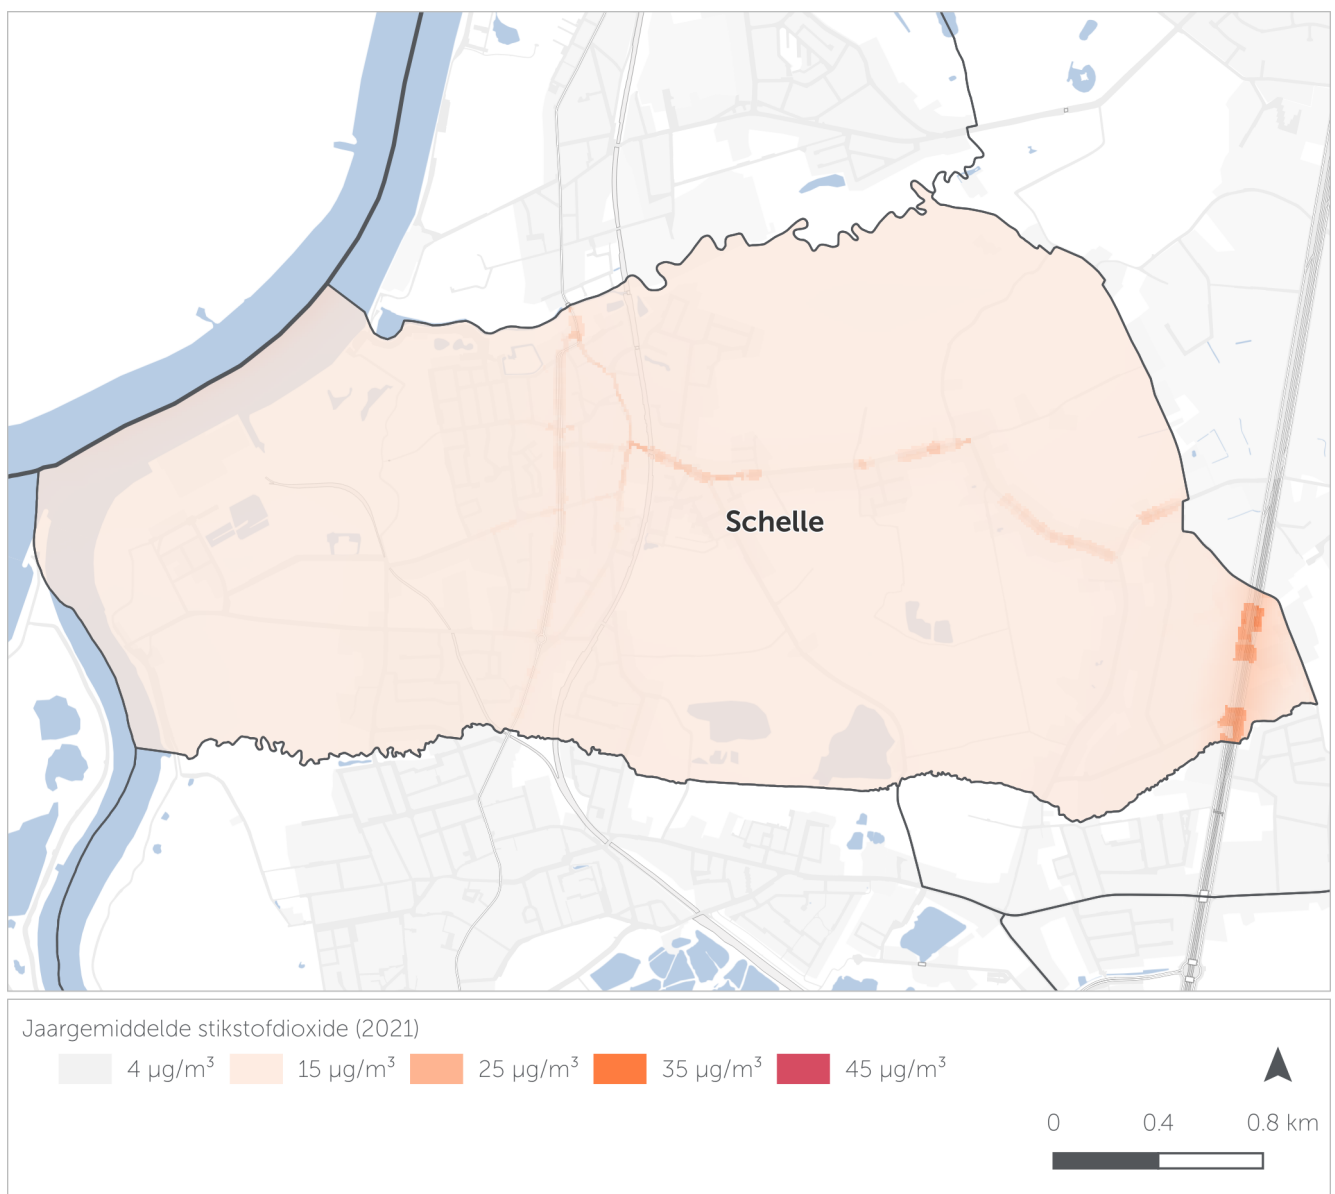 Schelle
Jaargemiddelde stikstofdioxide (2021)
4 µg/m³ 15 µg/m³ 25 µg/m³ 35 µg/m³ 45 µg/m³
0 0.4 0.8 km